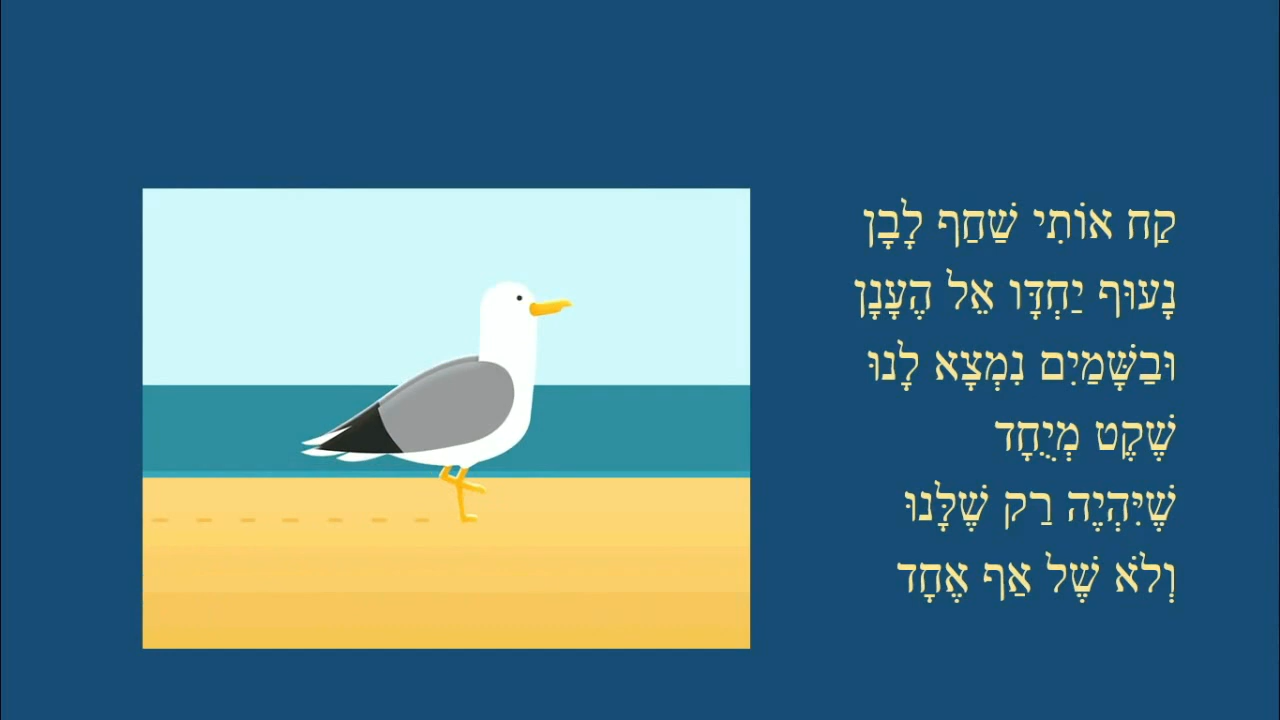 קַח אוֹתִי שַׁחַף לָבָן
נָעוּף יַחְדָּו אֵל הֶעָנָן
וּבַשָּׁמַיִם נִמְצָא לָנוּ
שֶׁקֶט מְיֻחָד
שֶׁיִּהְיֶה רַק שֶׁלָּנוּ
וְלֹא שֶׁל אַף אֶחָד